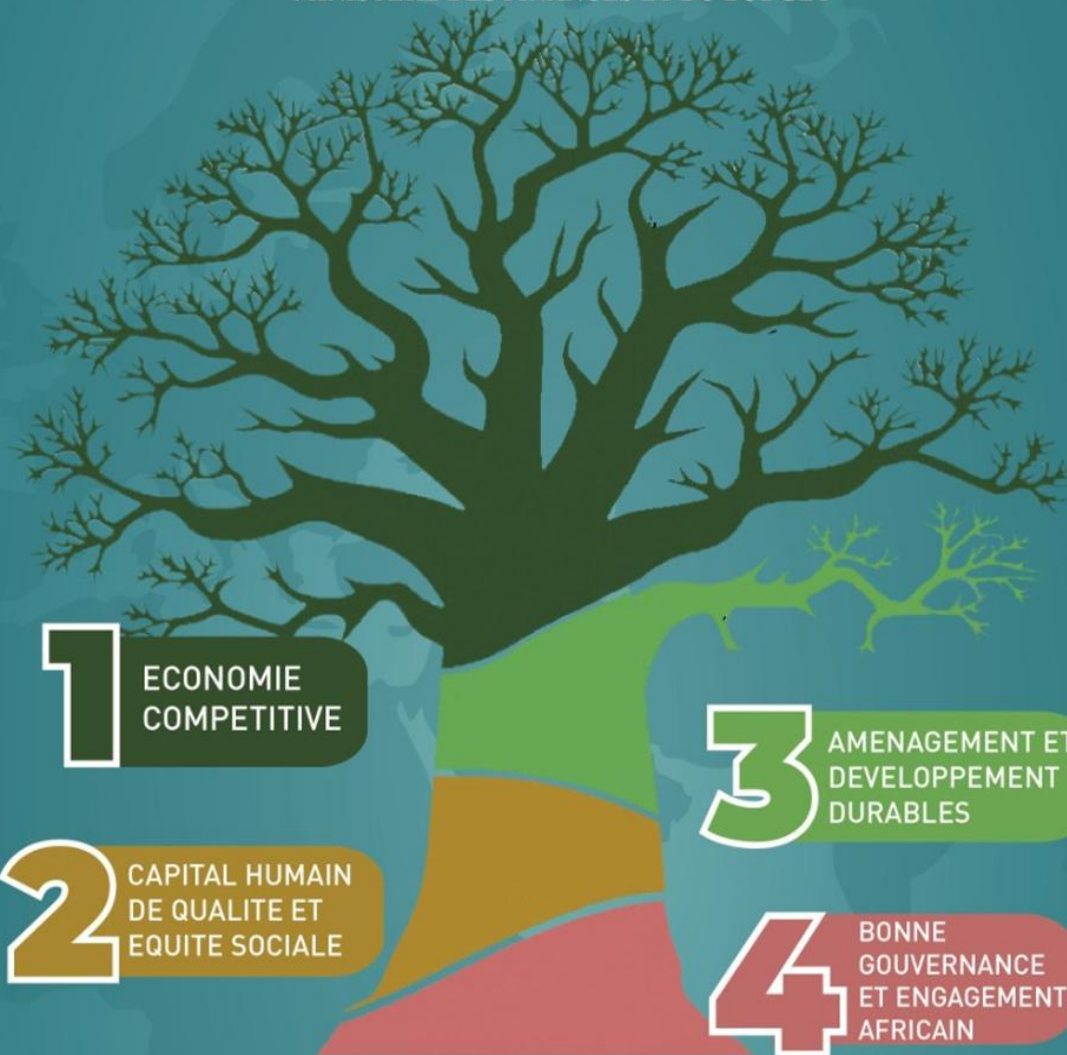 1
ECONOMIE
COMPETITIVE
2
CAPITAL HUMAIN
DE QUALITE ET
EQUITE SOCIALE
3
AMENAGEMENT ET
DEVELOPPEMENT
DURABLES
4
BONNE
GOUVERNANCE
ET ENGAGEMENT
AFRICAIN